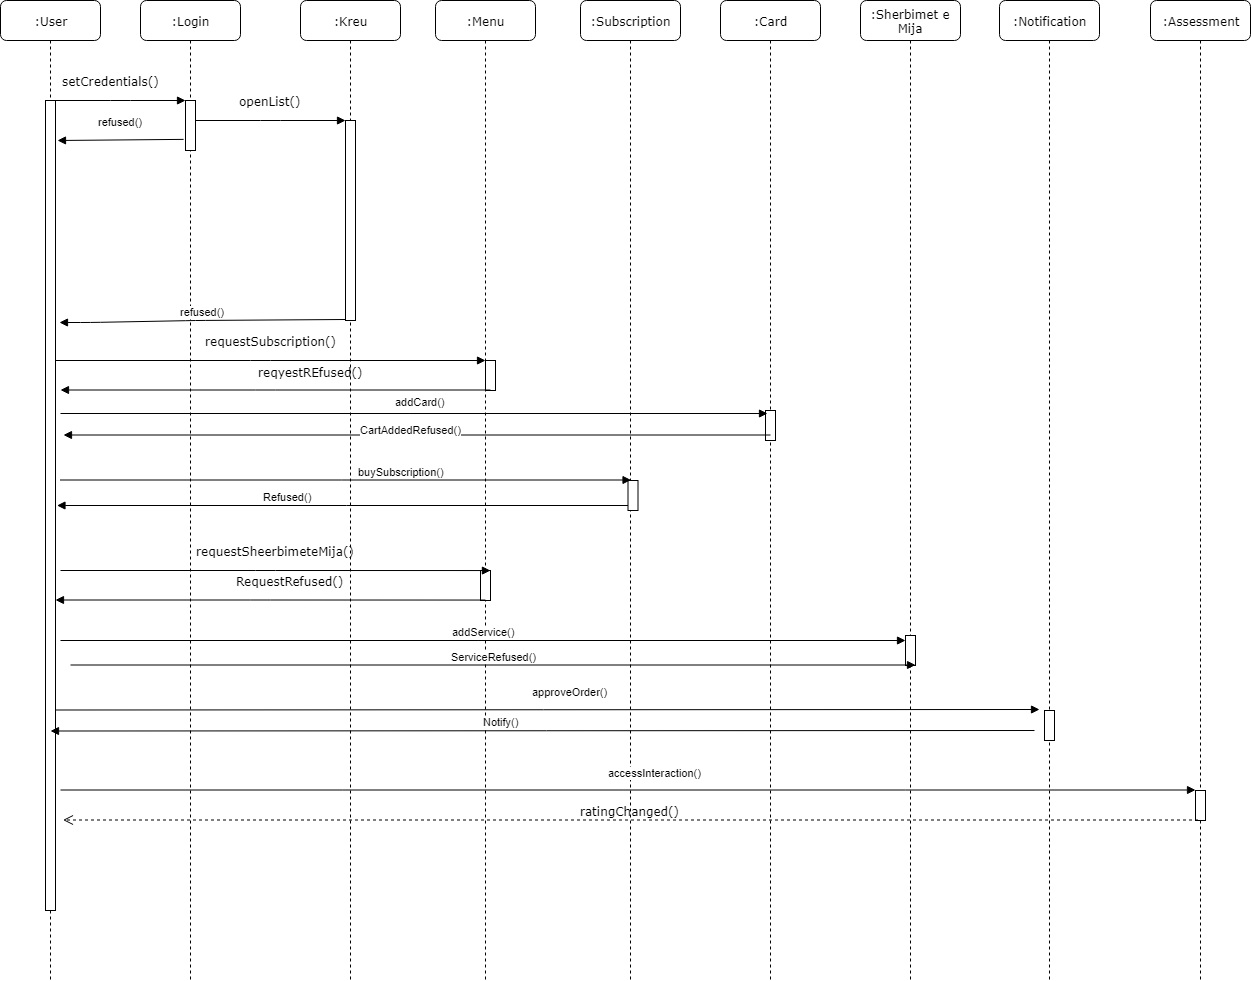 :User
:Login
:Kreu
:Menu
:Subscription
:Card
:Sherbimet e
Mija
:Notification
:Assessment
setCredentials()
openList()
refused()
refused()
requestSubscription()
reqyestREfused()
addCard()
CartAddedRefused()
buySubscription()
Refused()
requestSheerbimeteMija()
RequestRefused()
addService()
ServiceRefused()
approveOrder()
Notify()
accessInteraction()
ratingChanged()